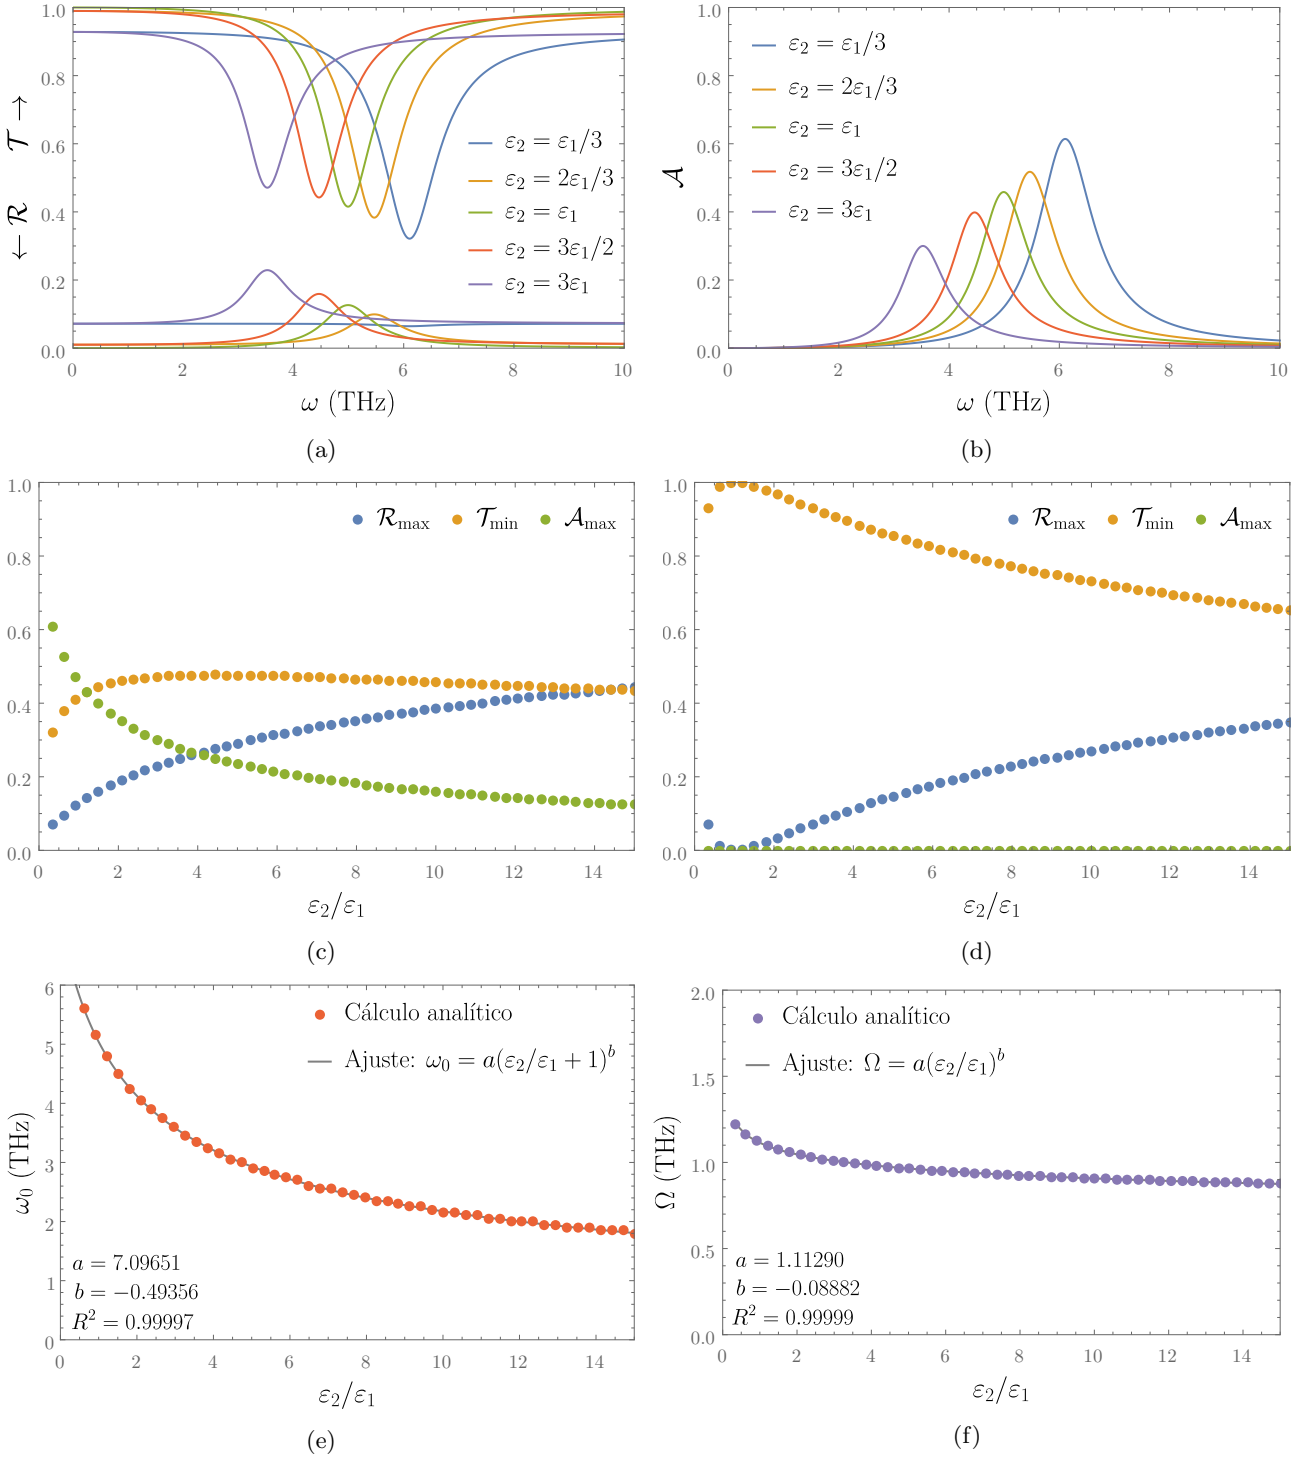 1.0
0.8
0.6
0.4
0.2
0.0
← ℛ 𝒯 →
ε₂ = ε₁/3
ε₂ = 2ε₁/3
ε₂ = ε₁
ε₂ = 3ε₁/2
ε₂ = 3ε₁
0 2 4 6 8 10
ω (THz)
(a)
1.0
0.8
0.6
0.4
0.2
0.0
𝒜
ε₂ = ε₁/3
ε₂ = 2ε₁/3
ε₂ = ε₁
ε₂ = 3ε₁/2
ε₂ = 3ε₁
0 2 4 6 8 10
ω (THz)
(b)
1.0
0.8
0.6
0.4
0.2
0.0
ℛmax 𝒯min 𝒜max
0 2 4 6 8 10 12 14
ε₂/ε₁
(c)
1.0
0.8
0.6
0.4
0.2
0.0
ℛmax 𝒯min 𝒜max
0 2 4 6 8 10 12 14
ε₂/ε₁
(d)
6
5
4
3
2
1
0
ω₀ (THz)
Cálculo analítico
Ajuste: ω₀ = a(ε₂/ε₁ + 1)ᵇ
a = 7.09651
b = −0.49356
R² = 0.99997
0 2 4 6 8 10 12 14
ε₂/ε₁
(e)
2.0
1.5
1.0
0.5
0.0
Ω (THz)
Cálculo analítico
Ajuste: Ω = a(ε₂/ε₁)ᵇ
a = 1.11290
b = −0.08882
R² = 0.99999
0 2 4 6 8 10 12 14
ε₂/ε₁
(f)